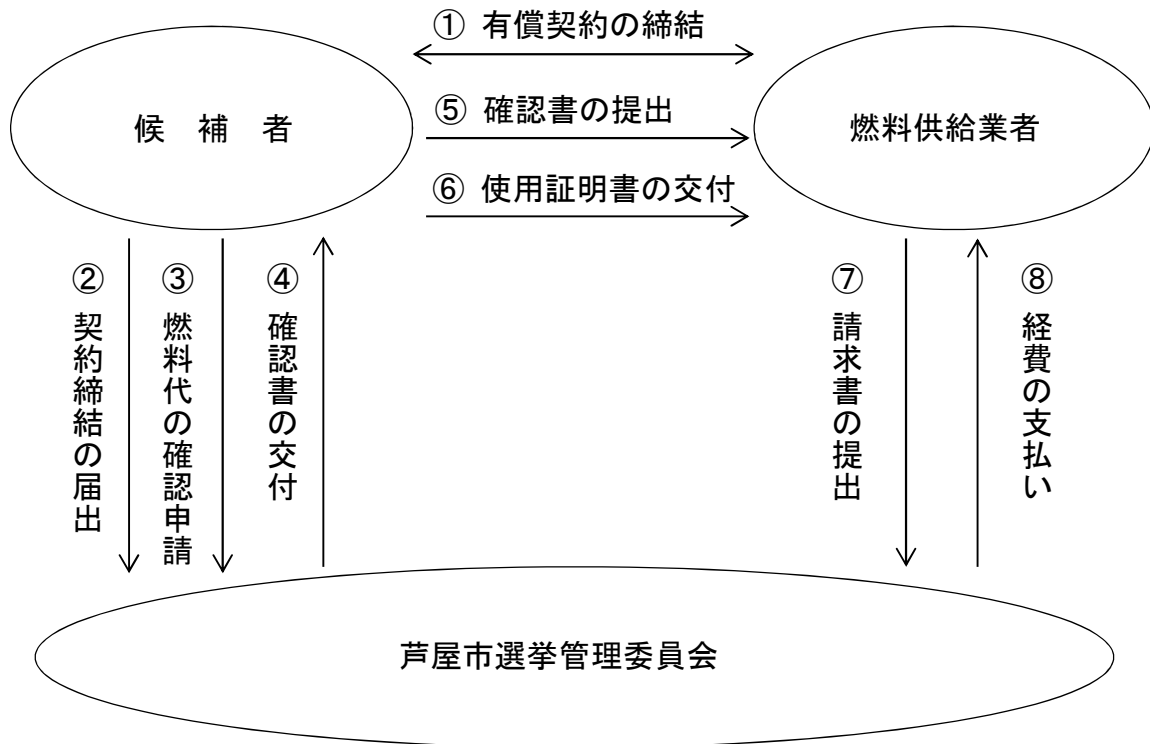 ① 有償契約の締結
候　補　者
⑤ 確認書の提出
燃料供給業者
⑥ 使用証明書の交付
② 契約締結の届出
③ 燃料代の確認申請
④ 確認書の交付
⑦ 請求書の提出
⑧ 経費の支払い
芦屋市選挙管理委員会